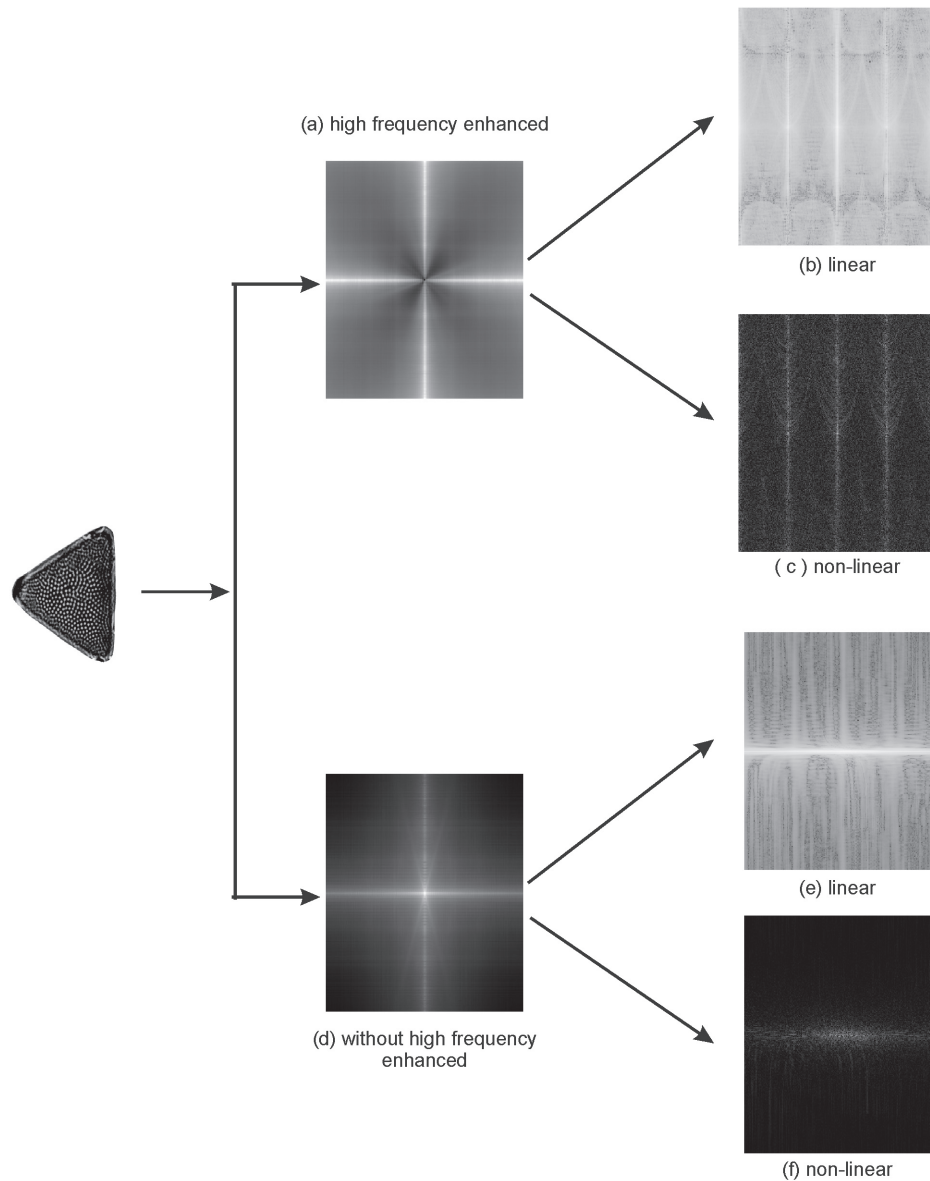 (a) high frequency enhanced
(b) linear
( c ) non-linear
(d) without high frequency
enhanced
(e) linear
(f) non-linear